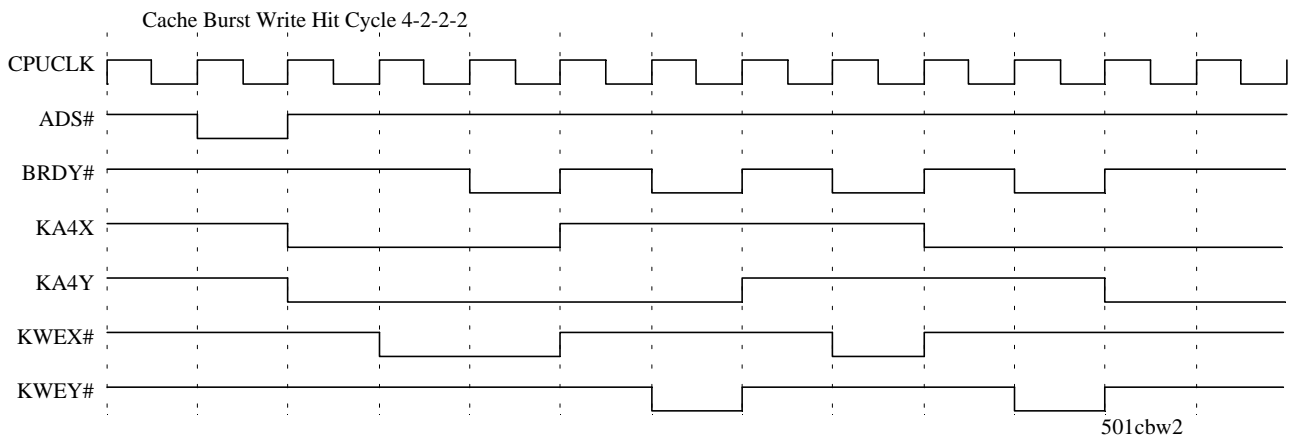 Cache Burst Write Hit Cycle 4-2-2-2
CPUCLK
ADS#
BRDY#
KA4X
KA4Y
KWEX#
KWEY#
501cbw2